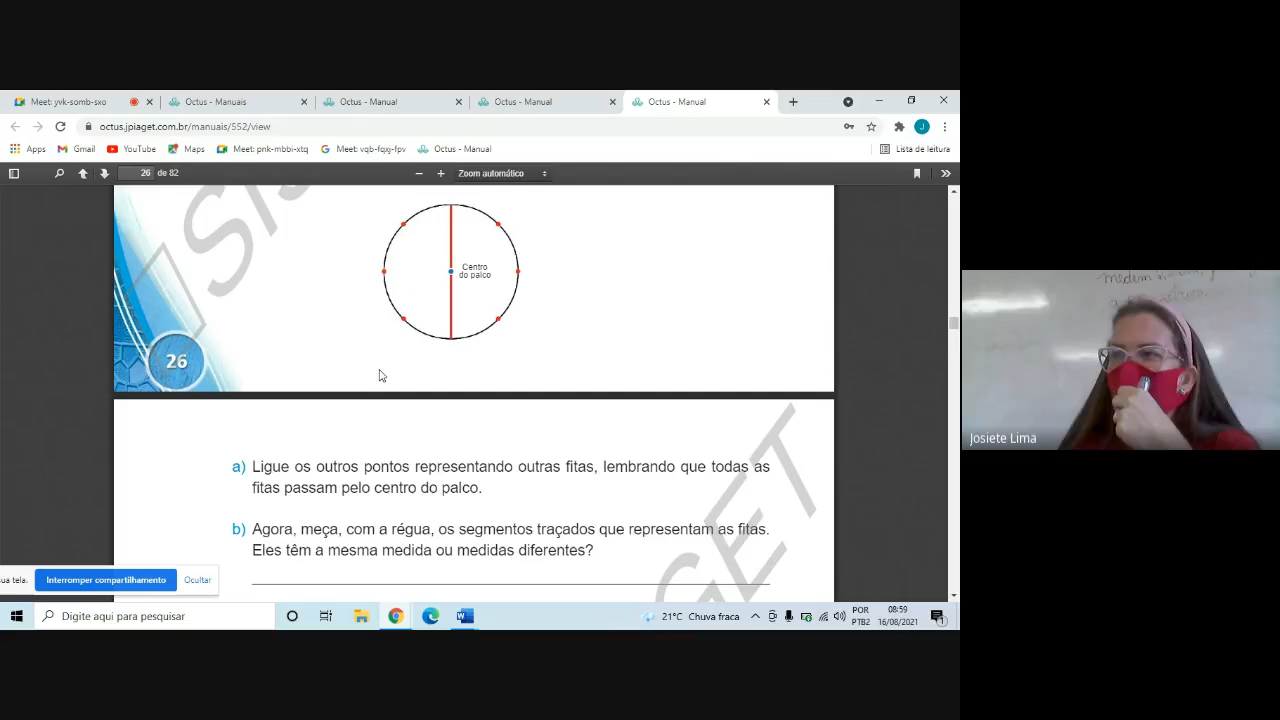 Meet: yvk-somb-sxo
Octus - Manuais
Octus - Manual
Octus - Manual
Octus - Manual
octus.jpiaget.com.br/manuais/552/view
Apps
Gmail
YouTube
Maps
Meet: pnk-mbbi-xtq
Meet: vqb-fqxj-fpv
Octus - Manual
Lista de leitura
26 de 82
Zoom automático
SIS
Centro
do palco
26
a) Ligue os outros pontos representando outras fitas, lembrando que todas as
fitas passam pelo centro do palco.
b) Agora, meça, com a régua, os segmentos traçados que representam as fitas.
Eles têm a mesma medida ou medidas diferentes?
GET
sua tela.
Interromper compartilhamento
Ocultar
Digite aqui para pesquisar
21°C Chuva fraca
POR
PTB2
08:59
16/08/2021
medem
Josiete Lima